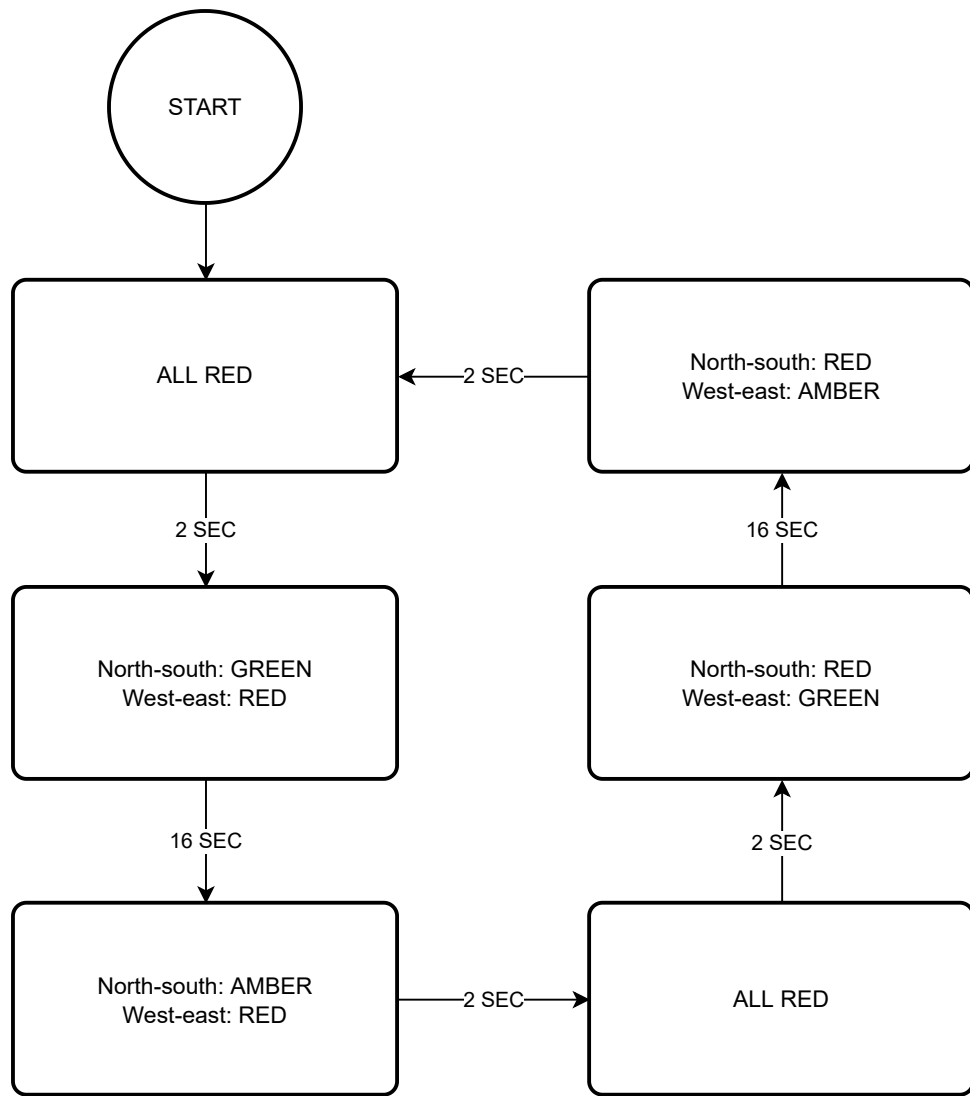 START
ALL RED
2 SEC
North-south: GREEN
West-east: RED
16 SEC
North-south: AMBER
West-east: RED
2 SEC
ALL RED
2 SEC
North-south: RED
West-east: GREEN
16 SEC
North-south: RED
West-east: AMBER
2 SEC